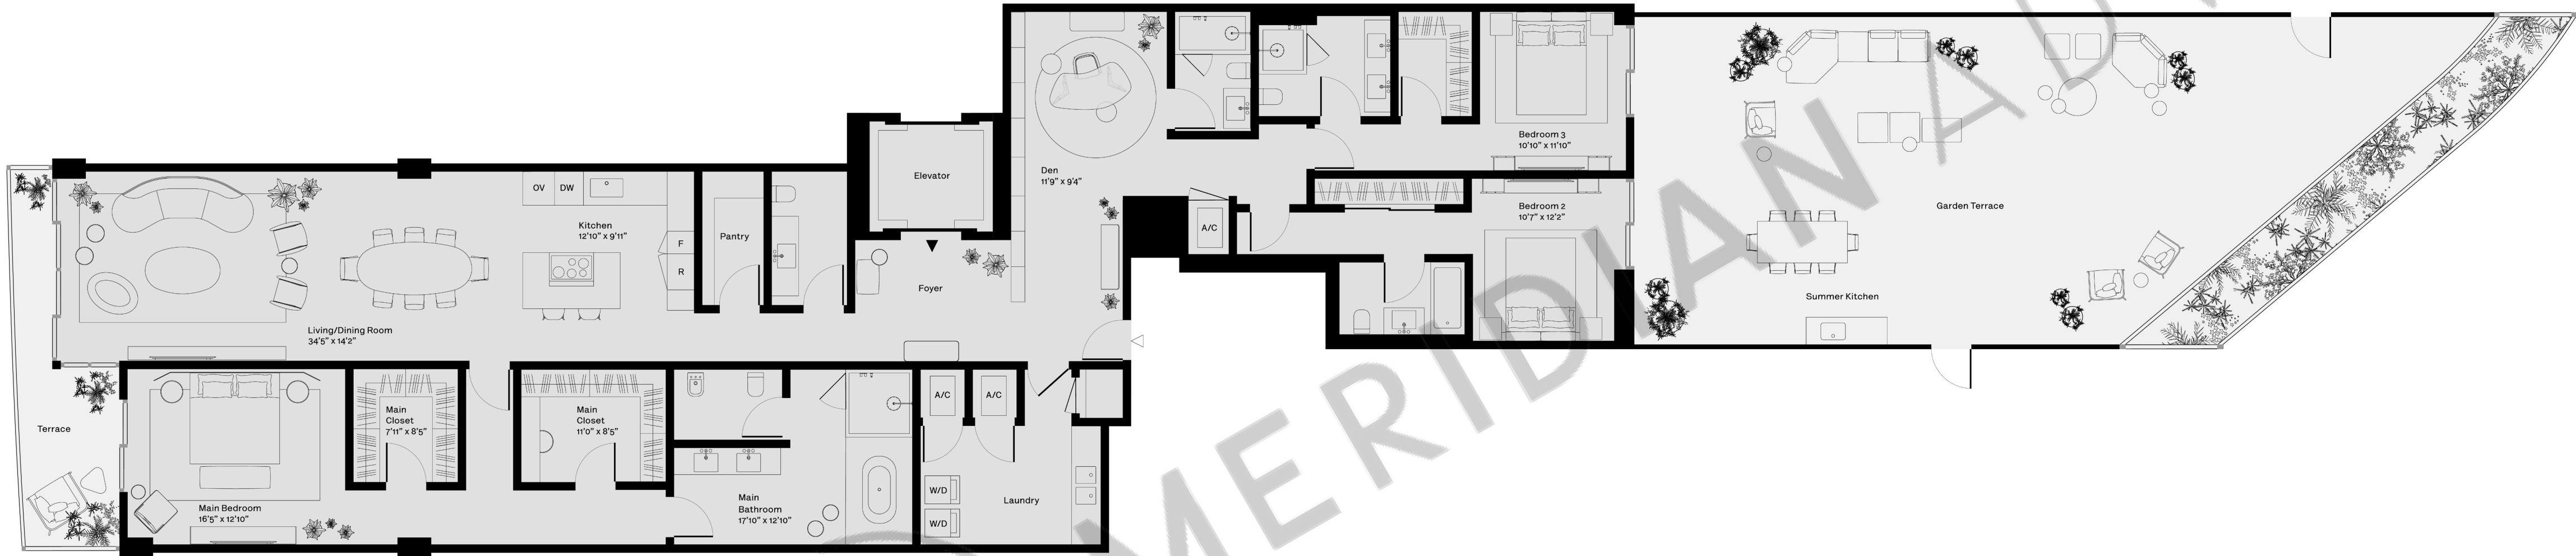 Elevator
Den
11'9" x 9'4"
Bedroom 3
10'10" x 11'10"
OV
DW
Kitchen
12'10" x 9'11"
F
R
Pantry
A/C
Bedroom 2
10'7" x 12'2"
Garden Terrace
Foyer
Summer Kitchen
Living/Dining Room
34'5" x 14'2"
Terrace
Main
Closet
7'11" x 8'5"
Main
Closet
11'0" x 8'5"
A/C
A/C
Main Bedroom
16'5" x 12'10"
Main
Bathroom
17'10" x 12'10"
W/D
W/D
Laundry
MERIDIAN AD